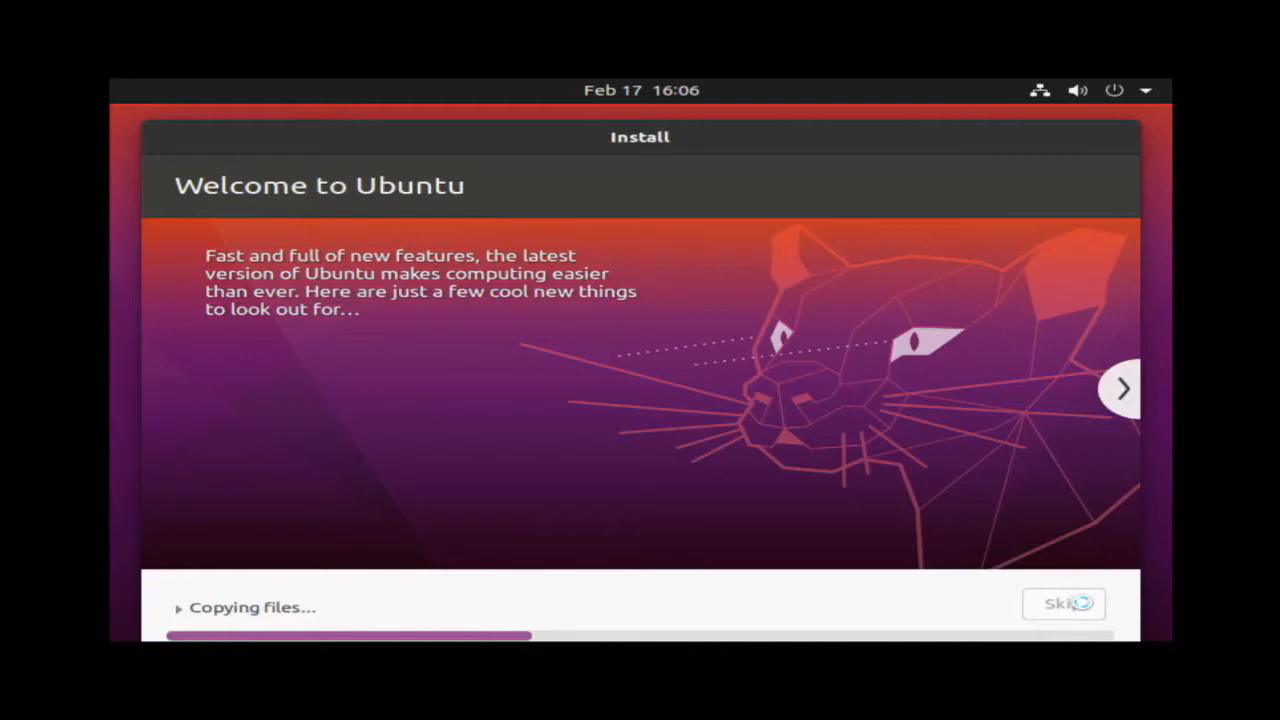 Feb 17 16:06
Install
Welcome to Ubuntu
Fast and full of new features, the latest
version of Ubuntu makes computing easier
than ever. Here are just a few cool new things
to look out for...
Copying files...